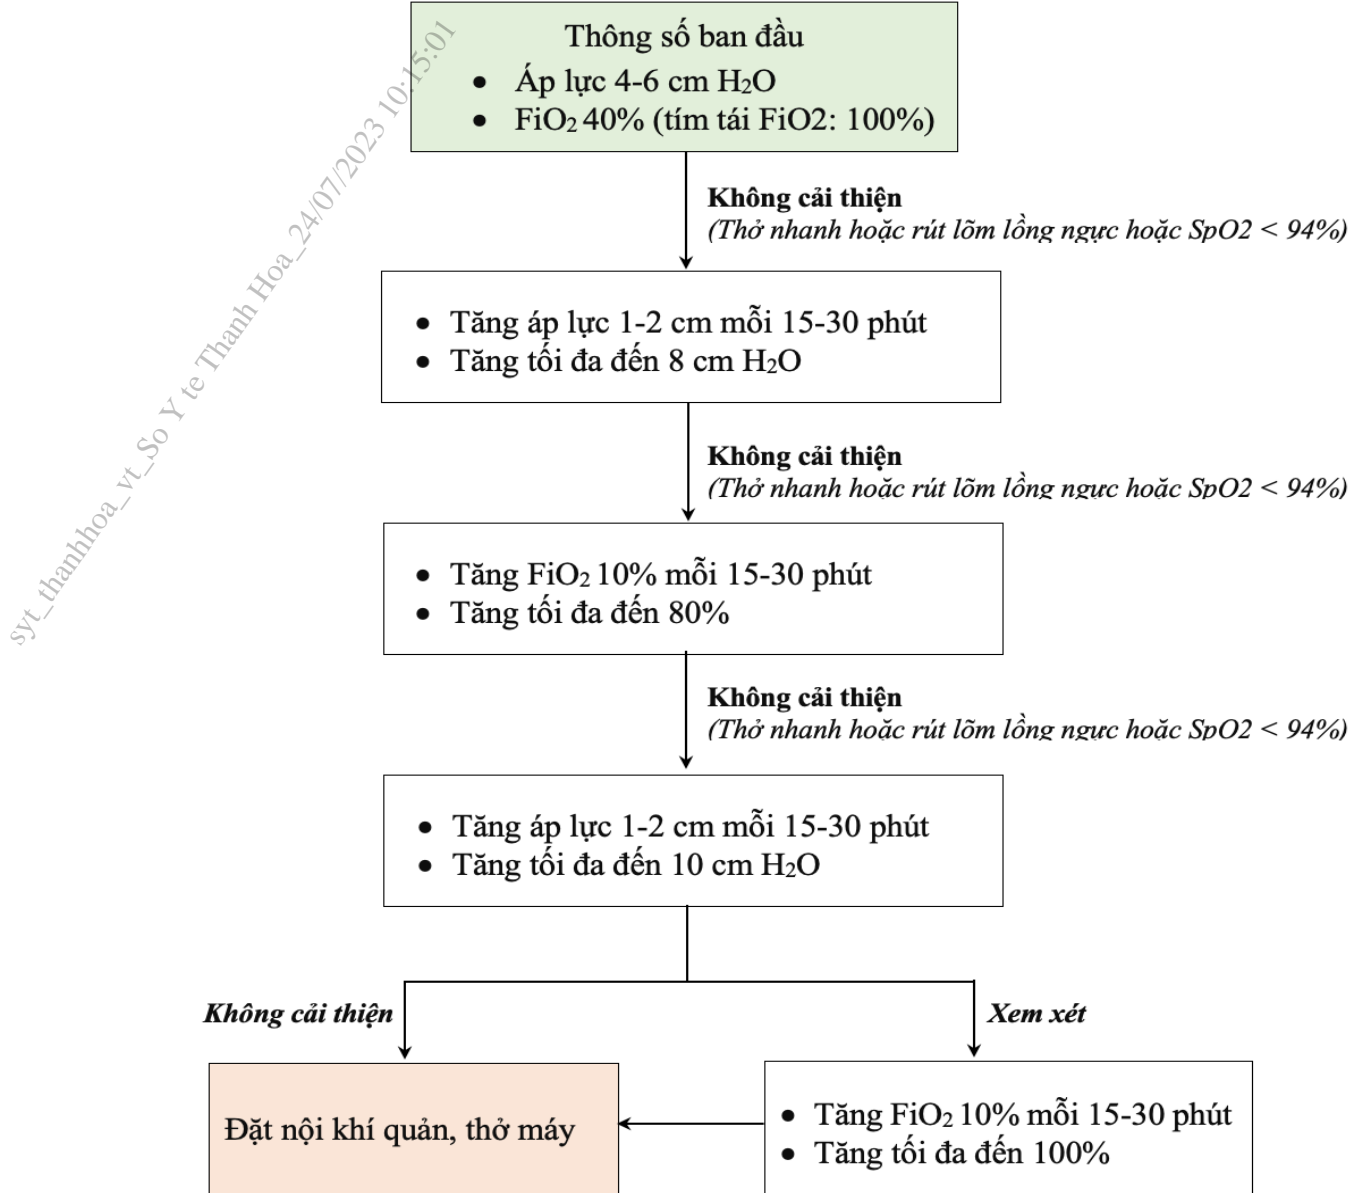 Thông số ban đầu
• Áp lực 4-6 cm H₂O
• FiO₂ 40% (tím tái FiO2: 100%)
Không cải thiện
(Thở nhanh hoặc rút lõm lồng ngực hoặc SpO2 < 94%)
• Tăng áp lực 1-2 cm mỗi 15-30 phút
• Tăng tối đa đến 8 cm H₂O
Không cải thiện
(Thở nhanh hoặc rút lõm lồng ngực hoặc SpO2 < 94%)
• Tăng FiO₂ 10% mỗi 15-30 phút
• Tăng tối đa đến 80%
Không cải thiện
(Thở nhanh hoặc rút lõm lồng ngực hoặc SpO2 < 94%)
• Tăng áp lực 1-2 cm mỗi 15-30 phút
• Tăng tối đa đến 10 cm H₂O
Không cải thiện
Xem xét
Đặt nội khí quản, thở máy
• Tăng FiO₂ 10% mỗi 15-30 phút
• Tăng tối đa đến 100%
syt_thanhhoa_vt_So Y te Thanh Hoa_24/07/2023 10:15:01